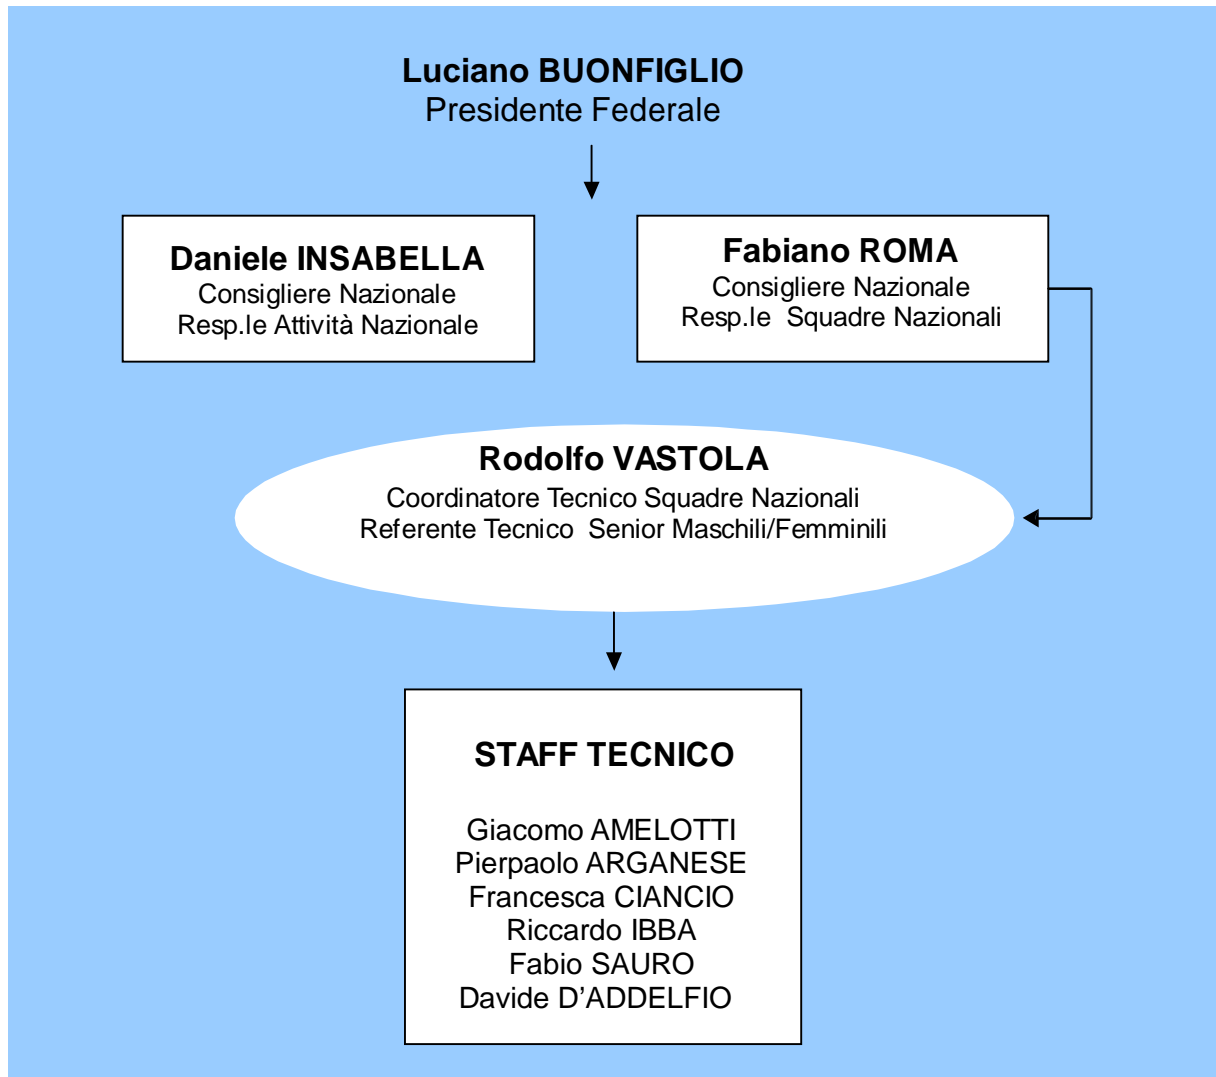 Luciano BUONFIGLIO
Presidente Federale
Daniele INSABELLA
Consigliere Nazionale
Resp.le Attività Nazionale
Fabiano ROMA
Consigliere Nazionale
Resp.le Squadre Nazionali
Rodolfo VASTOLA
Coordinatore Tecnico Squadre Nazionali
Referente Tecnico Senior Maschili/Femminili
STAFF TECNICO
Giacomo AMELOTTI
Pierpaolo ARGANESE
Francesca CIANCIO
Riccardo IBBA
Fabio SAURO
Davide D’ADDELFIO